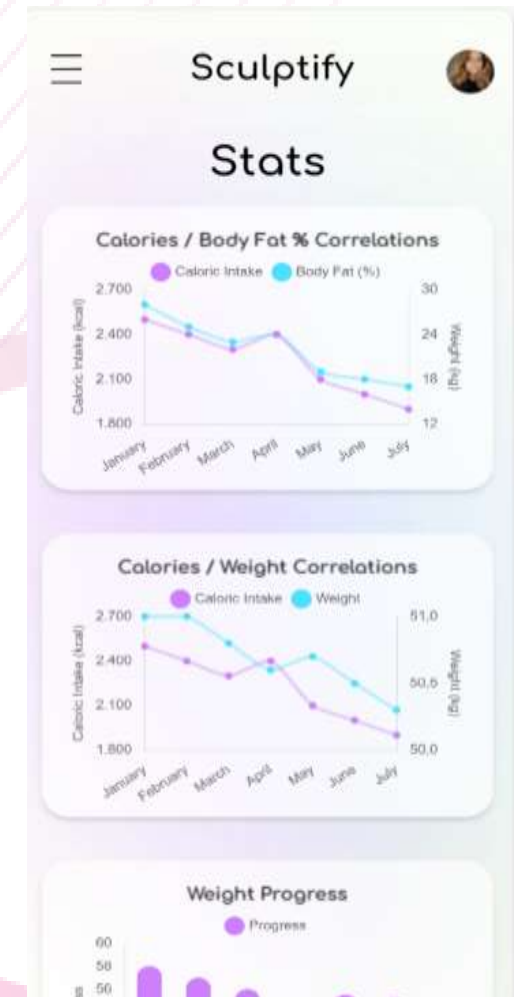 Sculptify
Stats
Calories / Body Fat % Correlations
Caloric Intake Body Fat (%)
Caloric Intake (kcal)
2.700
2.400
2.100
1.800
30
24
18
12
Weight (kg)
January February March April May June July
Calories / Weight Correlations
Caloric Intake Weight
Caloric Intake (kcal)
2.700
2.400
2.100
1.800
51,0
50,5
50,0
Weight (kg)
January February March April May June July
Weight Progress
Progress
60
58
56